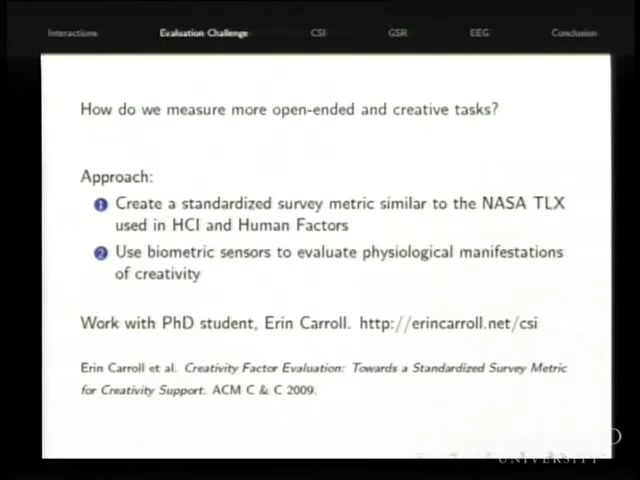 Interactions Evaluation Challenge CSI GSR EEG Conclusion
How do we measure more open-ended and creative tasks?
Approach:
1 Create a standardized survey metric similar to the NASA TLX
used in HCI and Human Factors
2 Use biometric sensors to evaluate physiological manifestations
of creativity
Work with PhD student, Erin Carroll. http://erincarroll.net/csi
Erin Carroll et al. Creativity Factor Evaluation: Towards a Standardized Survey Metric
for Creativity Support. ACM C & C 2009.
UNIVERSITY